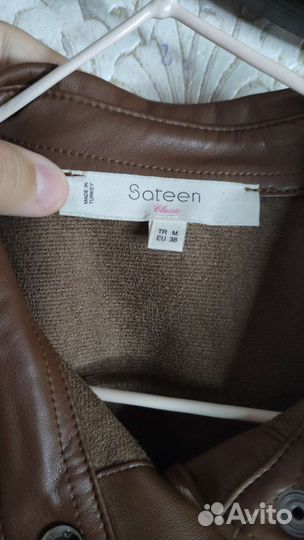 MADE IN
TURKEY
Sateen
Classic
TR M
EU 38
Avito